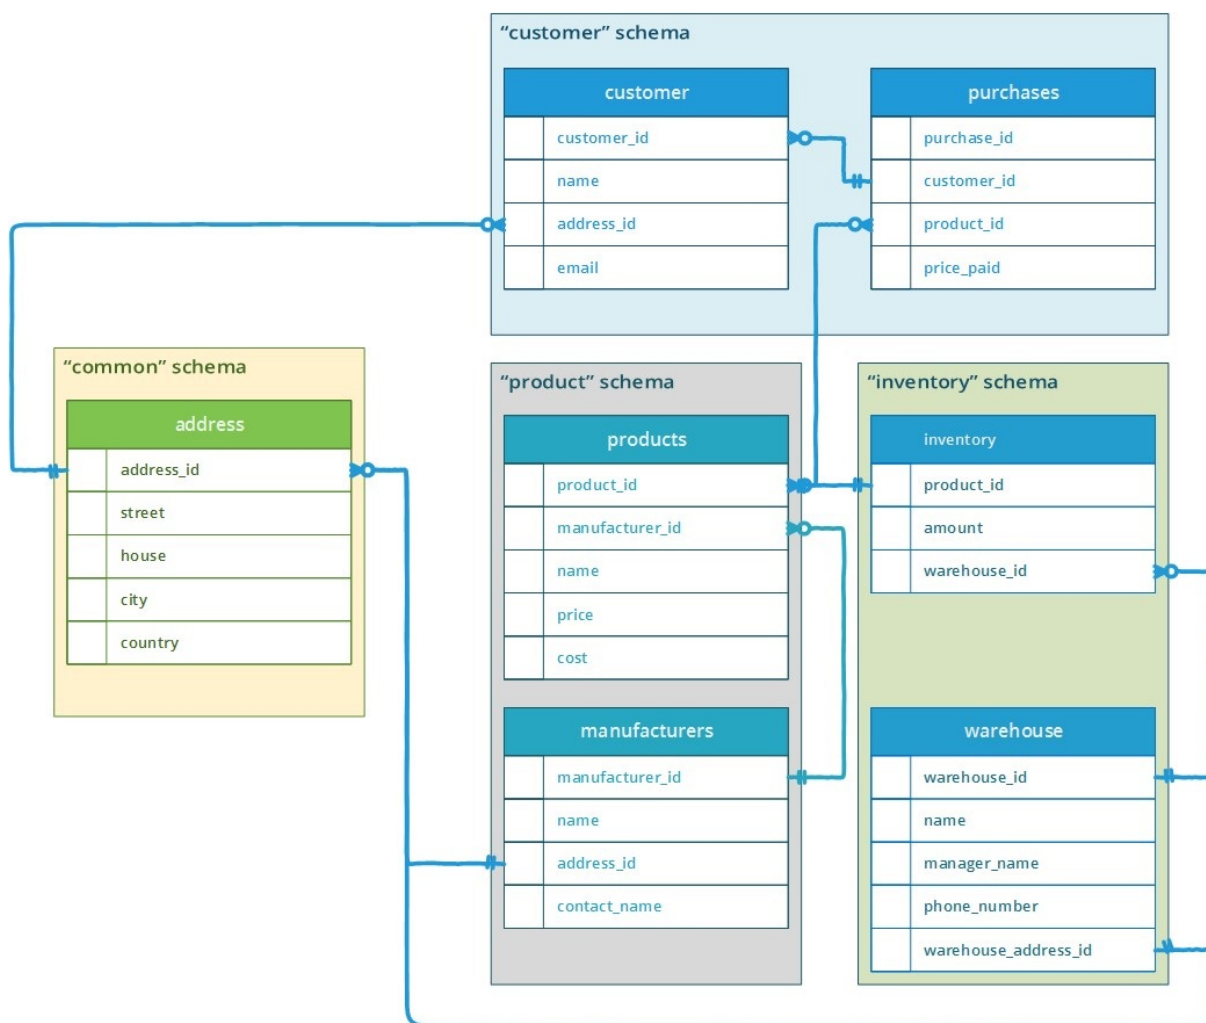 “customer” schema
customer
customer_id
name
address_id
email
purchases
purchase_id
customer_id
product_id
price_paid
“common” schema
address
address_id
street
house
city
country
“product” schema
products
product_id
manufacturer_id
name
price
cost
manufacturers
manufacturer_id
name
address_id
contact_name
“inventory” schema
inventory
product_id
amount
warehouse_id
warehouse
warehouse_id
name
manager_name
phone_number
warehouse_address_id